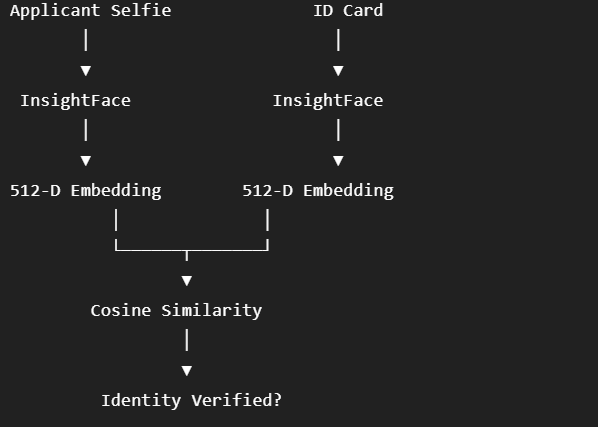 Applicant Selfie ID Card
InsightFace InsightFace
512-D Embedding 512-D Embedding
Cosine Similarity
Identity Verified?